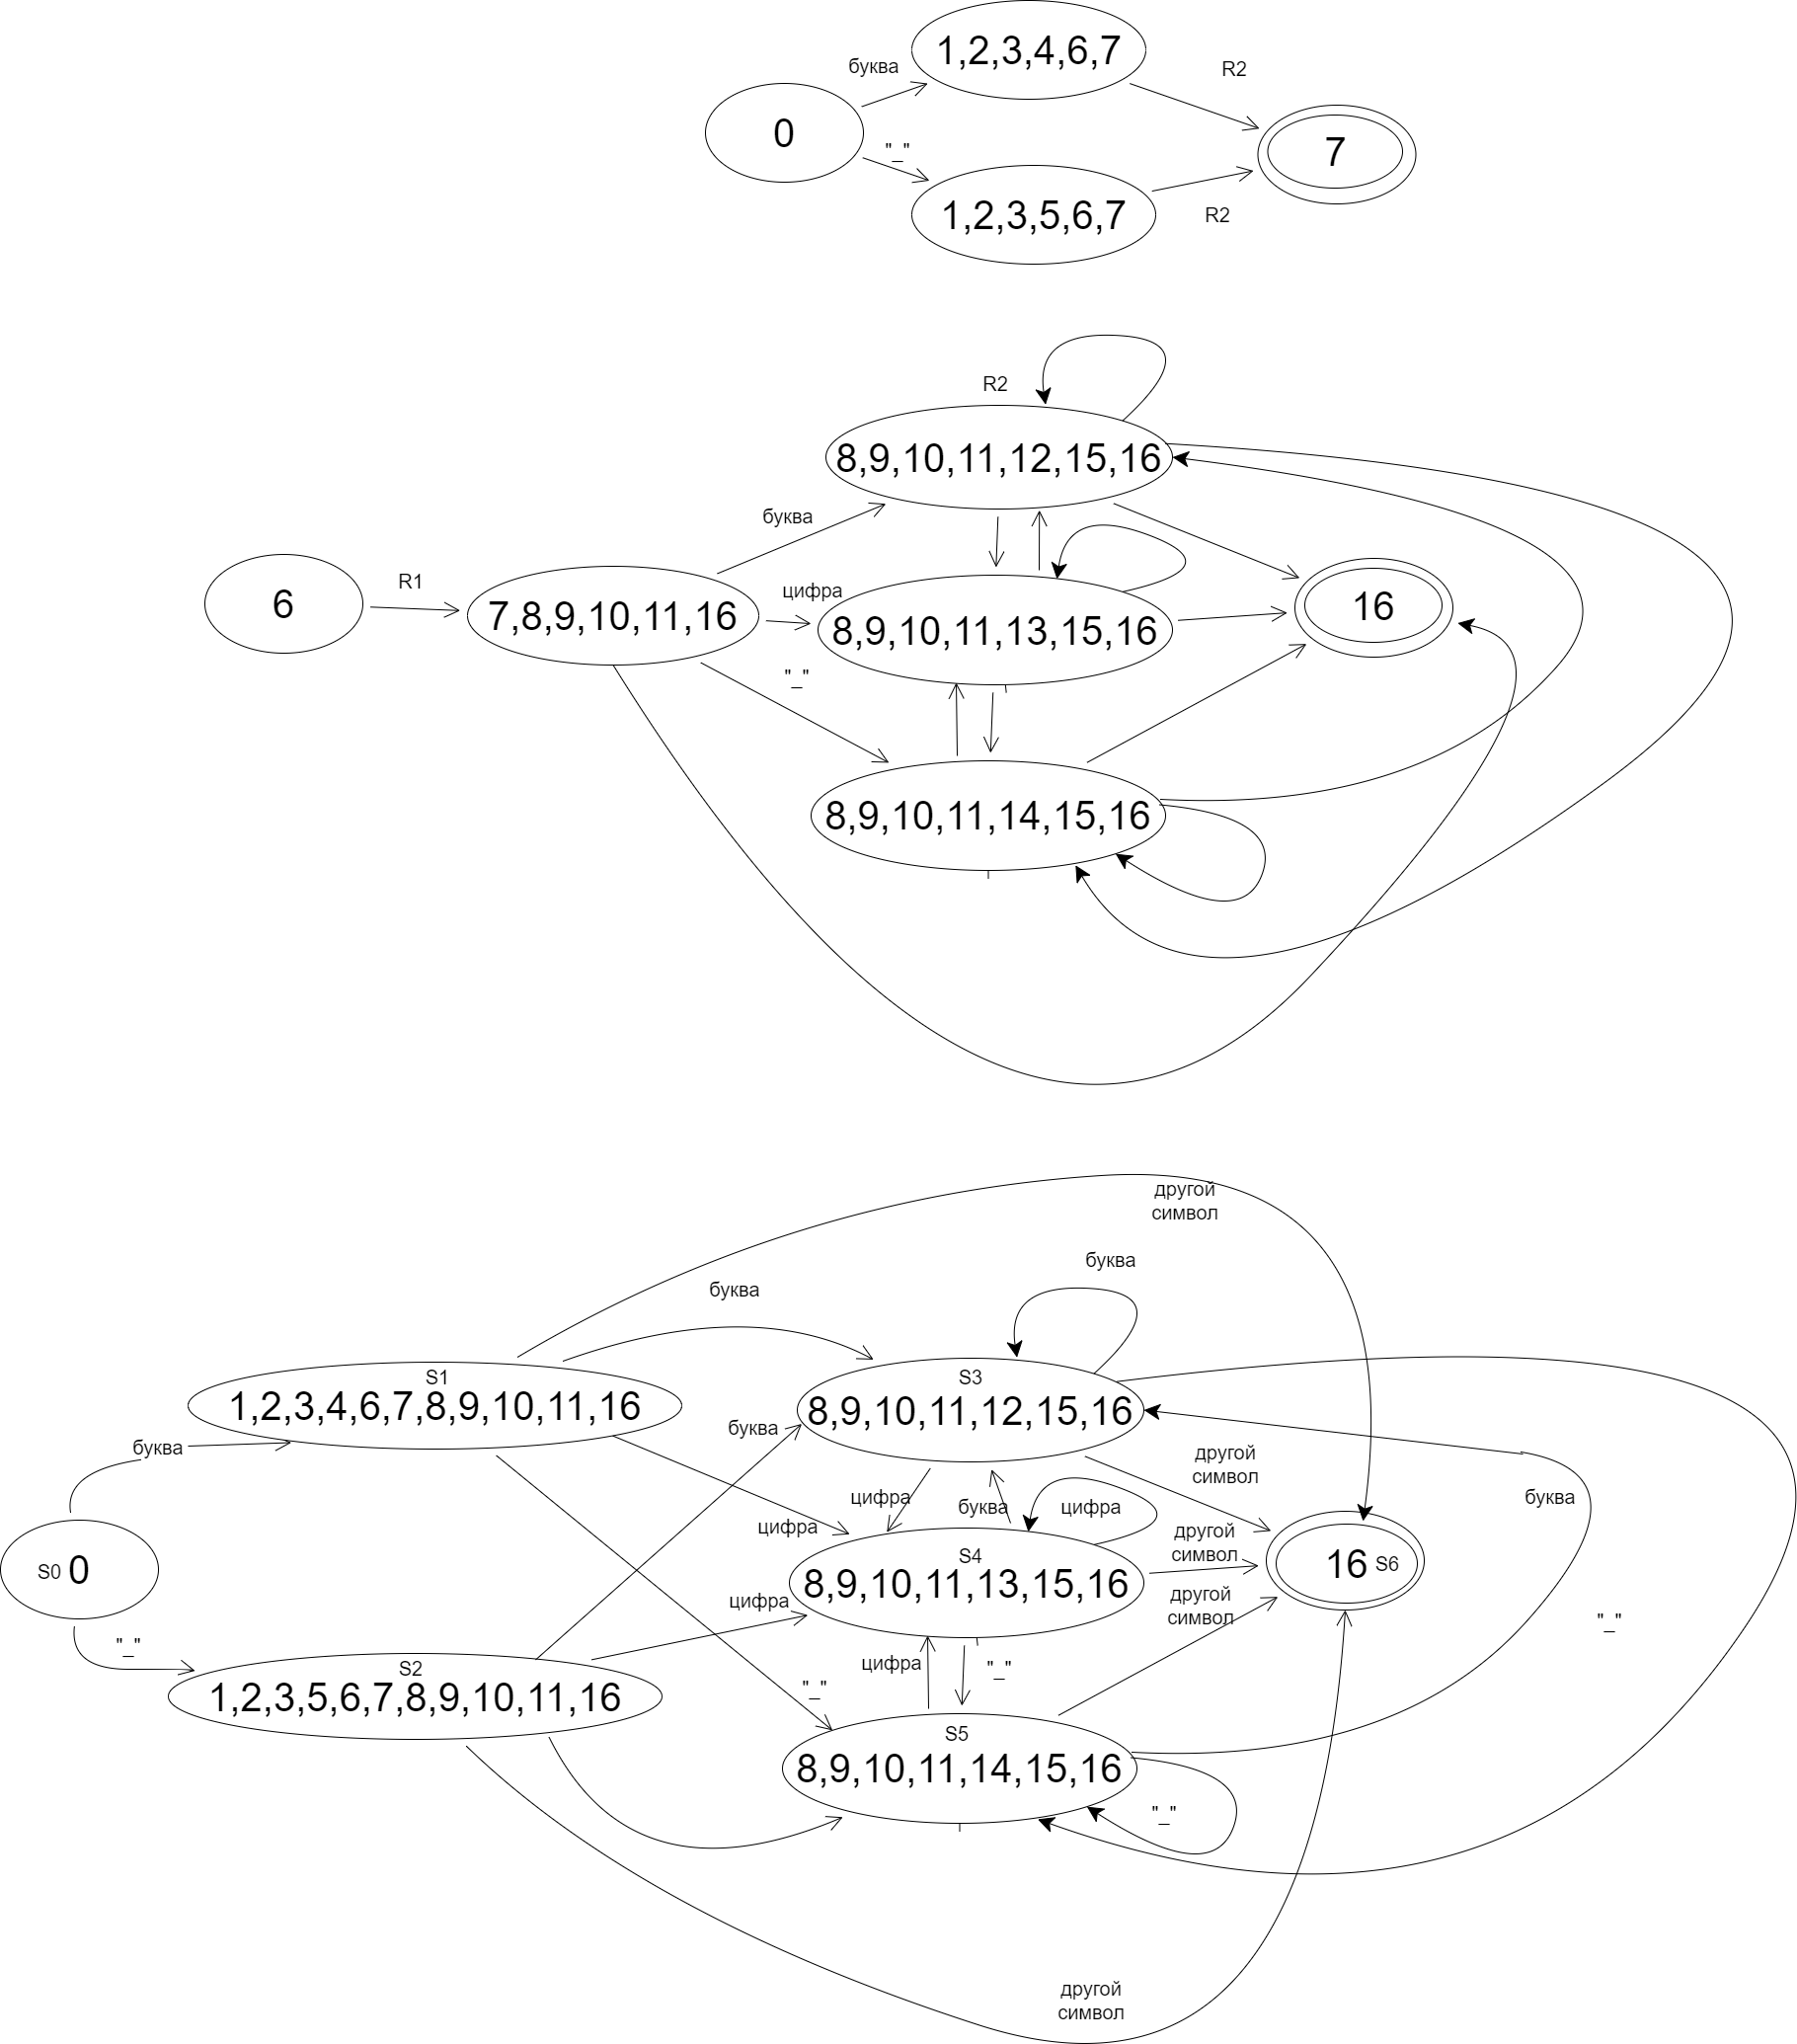 1,2,3,4,6,7
буква
R2
0
7
"_"
1,2,3,5,6,7
R2
R2
8,9,10,11,12,15,16
буква
6
R1
7,8,9,10,11,16
цифра
8,9,10,11,13,15,16
16
"_"
8,9,10,11,14,15,16
другой
символ
буква
буква
S1
1,2,3,4,6,7,8,9,10,11,16
S3
8,9,10,11,12,15,16
буква
буква
другой
символ
цифра
буква
цифра
буква
цифра
другой
символ
S0 0
S4
8,9,10,11,13,15,16
16 S6
цифра
другой
символ
"_"
"_"
S2
1,2,3,5,6,7,8,9,10,11,16
цифра
"_"
"_"
S5
8,9,10,11,14,15,16
"_"
другой
символ